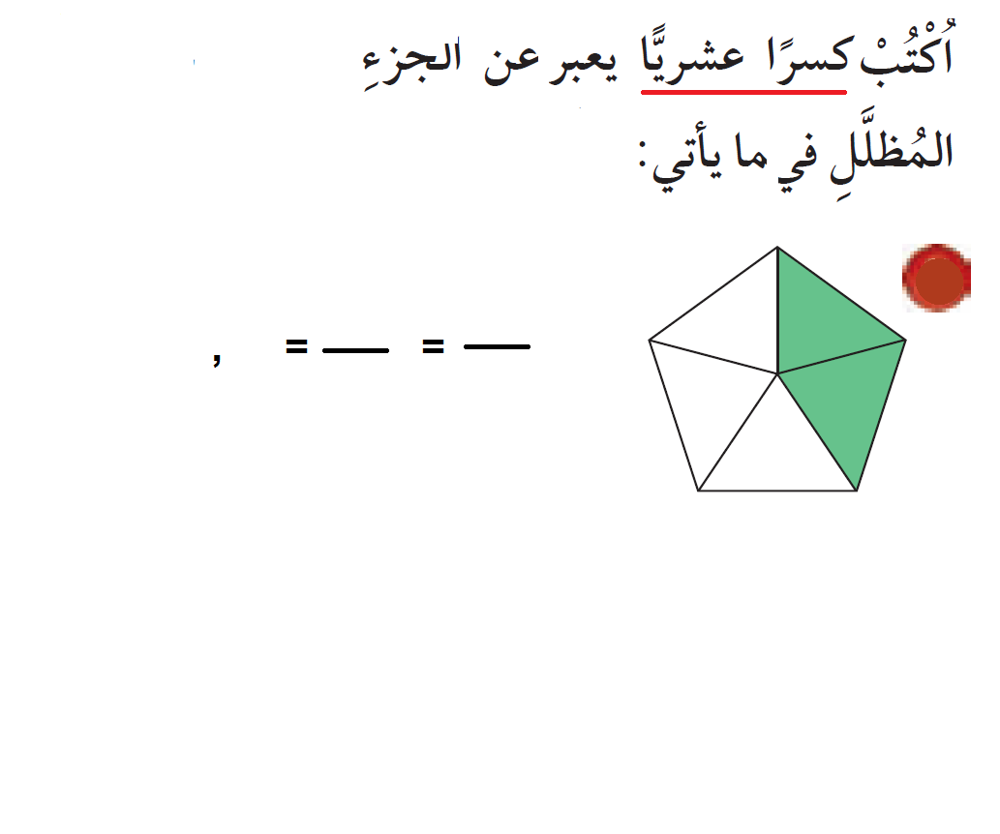 اُكْتُبْ كسرًا عشريًّا يعبر عن الجزءِ
المُظلَّلِ في ما يأتي:
= = ,